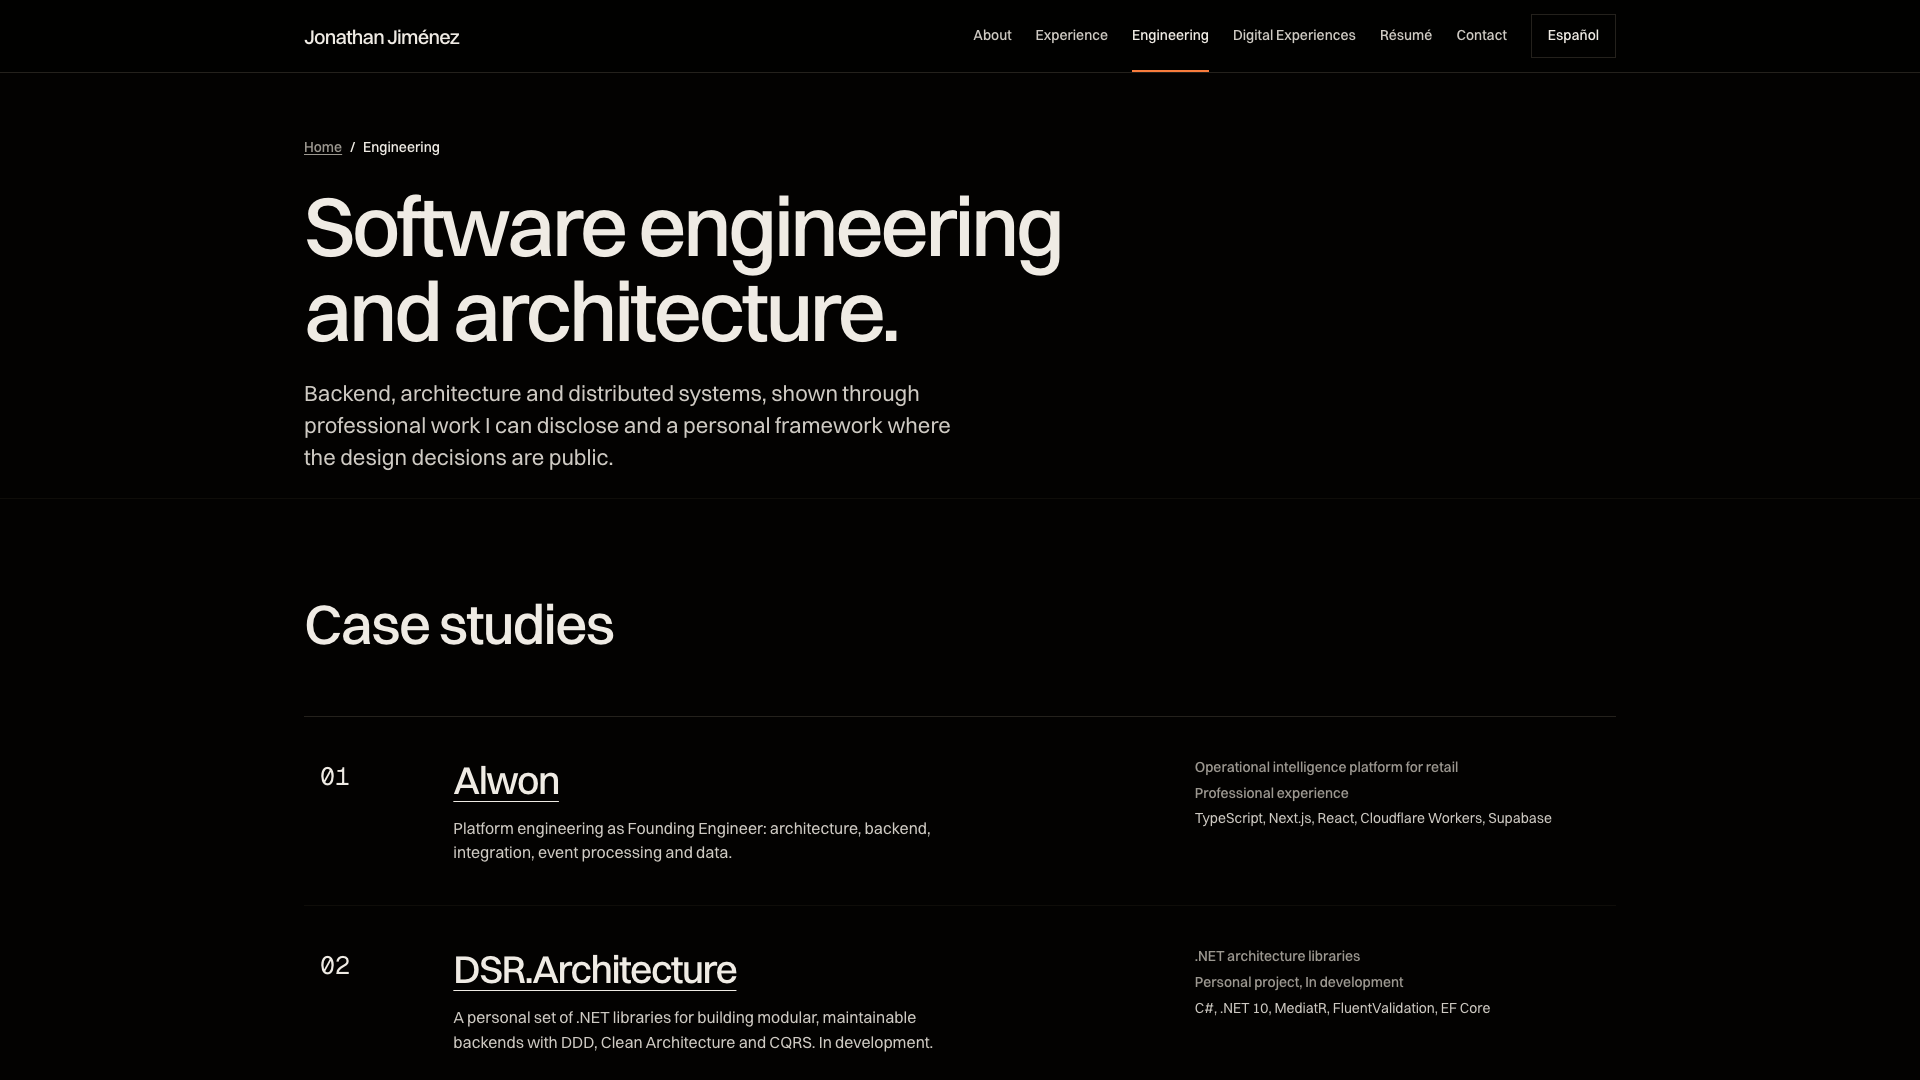 Jonathan Jiménez
About
Experience
Engineering
Digital Experiences
Résumé
Contact
Español
Home / Engineering
Software engineering
and architecture.
Backend, architecture and distributed systems, shown through
professional work I can disclose and a personal framework where
the design decisions are public.
Case studies
01
Alwon
Platform engineering as Founding Engineer: architecture, backend,
integration, event processing and data.
Operational intelligence platform for retail
Professional experience
TypeScript, Next.js, React, Cloudflare Workers, Supabase
02
DSR.Architecture
A personal set of .NET libraries for building modular, maintainable
backends with DDD, Clean Architecture and CQRS. In development.
.NET architecture libraries
Personal project, In development
C#, .NET 10, MediatR, FluentValidation, EF Core